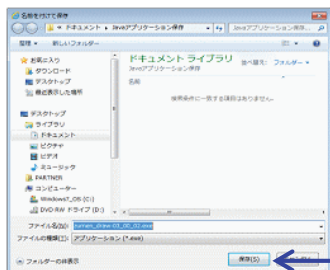 名前を付けて保存
ドキュメント ▸ Javaアプリケーション保存
Javaアプリケーション保存...
整理 ▼ 新しいフォルダー
お気に入り
ダウンロード
デスクトップ
最近表示した場所
デスクトップ
ライブラリ
ドキュメント
ピクチャ
ビデオ
ミュージック
PARTNER
コンピューター
Windows7_OS (C:)
DVD RW ドライブ (D:)
ドキュメント ライブラリ
Javaアプリケーション保存
並べ替え: フォルダー ▼
名前
検索条件に一致する項目はありません。
ファイル名(N):
ファイルの種類(T): アプリケーション (*.exe)
フォルダーの非表示
保存(S)